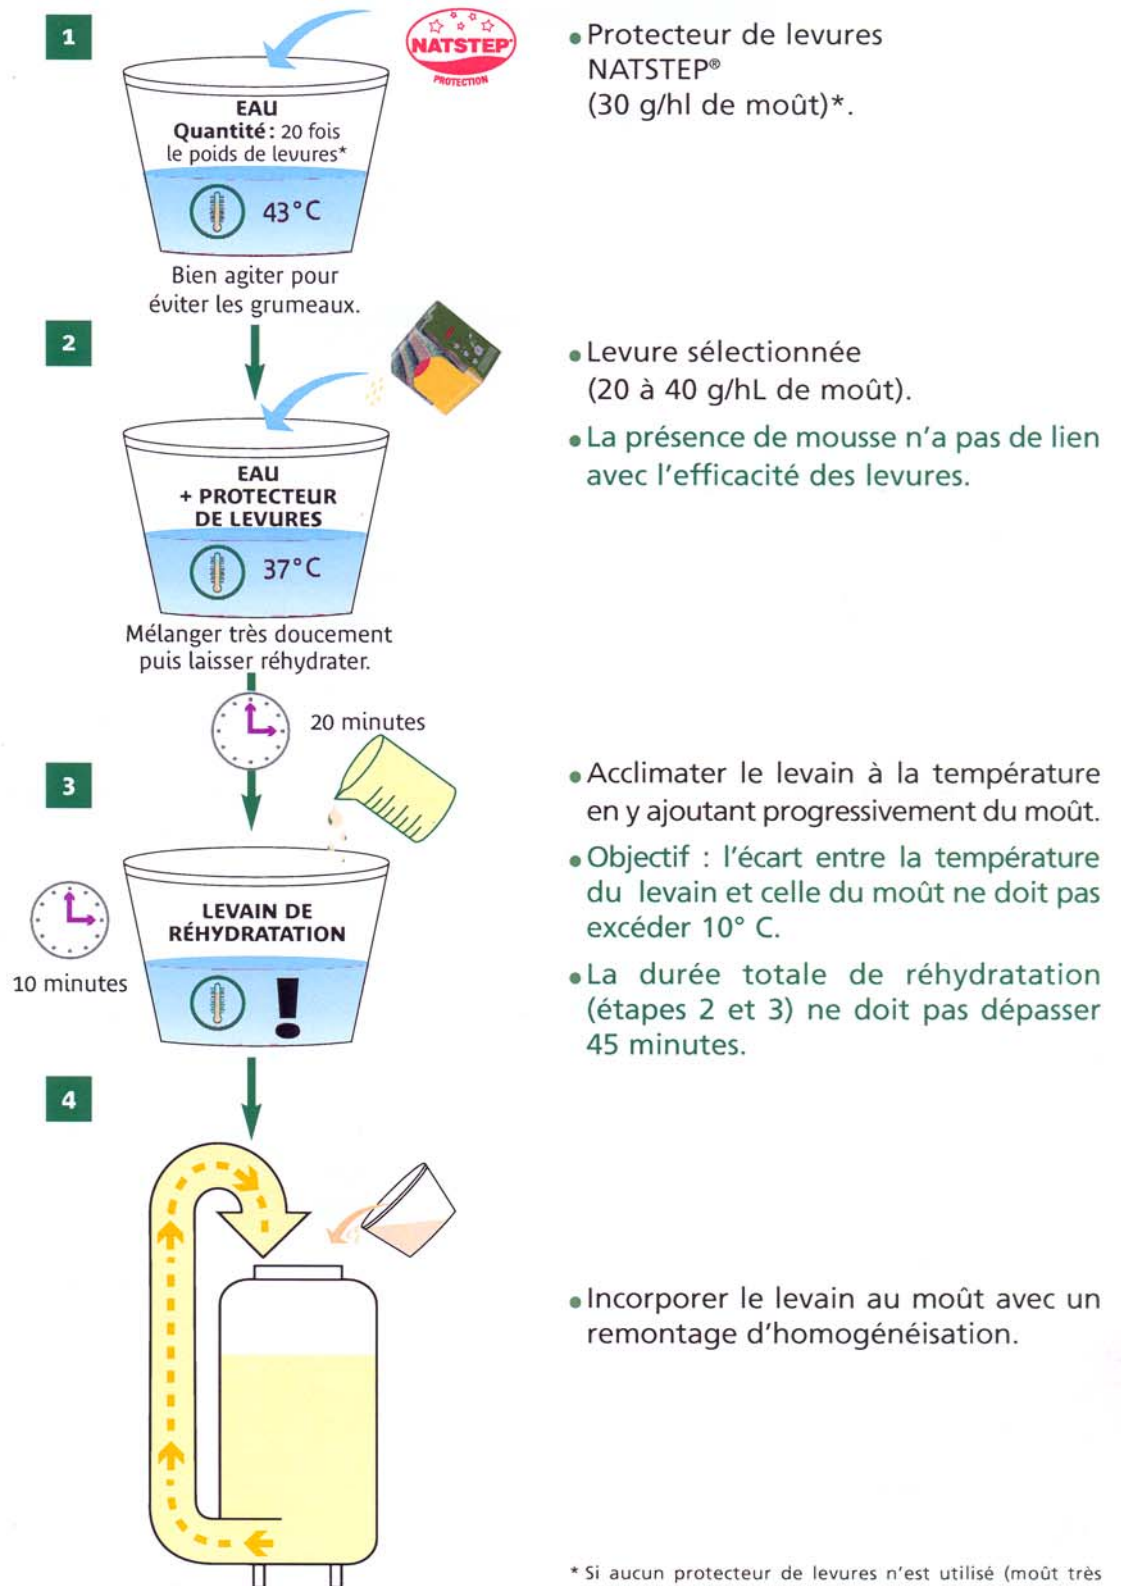 1
NATSTEP®
PROTECTION
EAU
Quantité : 20 fois
le poids de levures*
43°C
Bien agiter pour
éviter les grumeaux.
• Protecteur de levures
NATSTEP®
(30 g/hl de moût)*.
2
EAU
+ PROTECTEUR
DE LEVURES
37°C
Mélanger très doucement
puis laisser réhydrater.
• Levure sélectionnée
(20 à 40 g/hL de moût).
• La présence de mousse n'a pas de lien
avec l'efficacité des levures.
20 minutes
3
10 minutes
LEVAIN DE
RÉHYDRATATION
!
• Acclimater le levain à la température
en y ajoutant progressivement du moût.
• Objectif : l'écart entre la température
du levain et celle du moût ne doit pas
excéder 10° C.
• La durée totale de réhydratation
(étapes 2 et 3) ne doit pas dépasser
45 minutes.
4
• Incorporer le levain au moût avec un
remontage d'homogénéisation.
* Si aucun protecteur de levures n'est utilisé (moût très